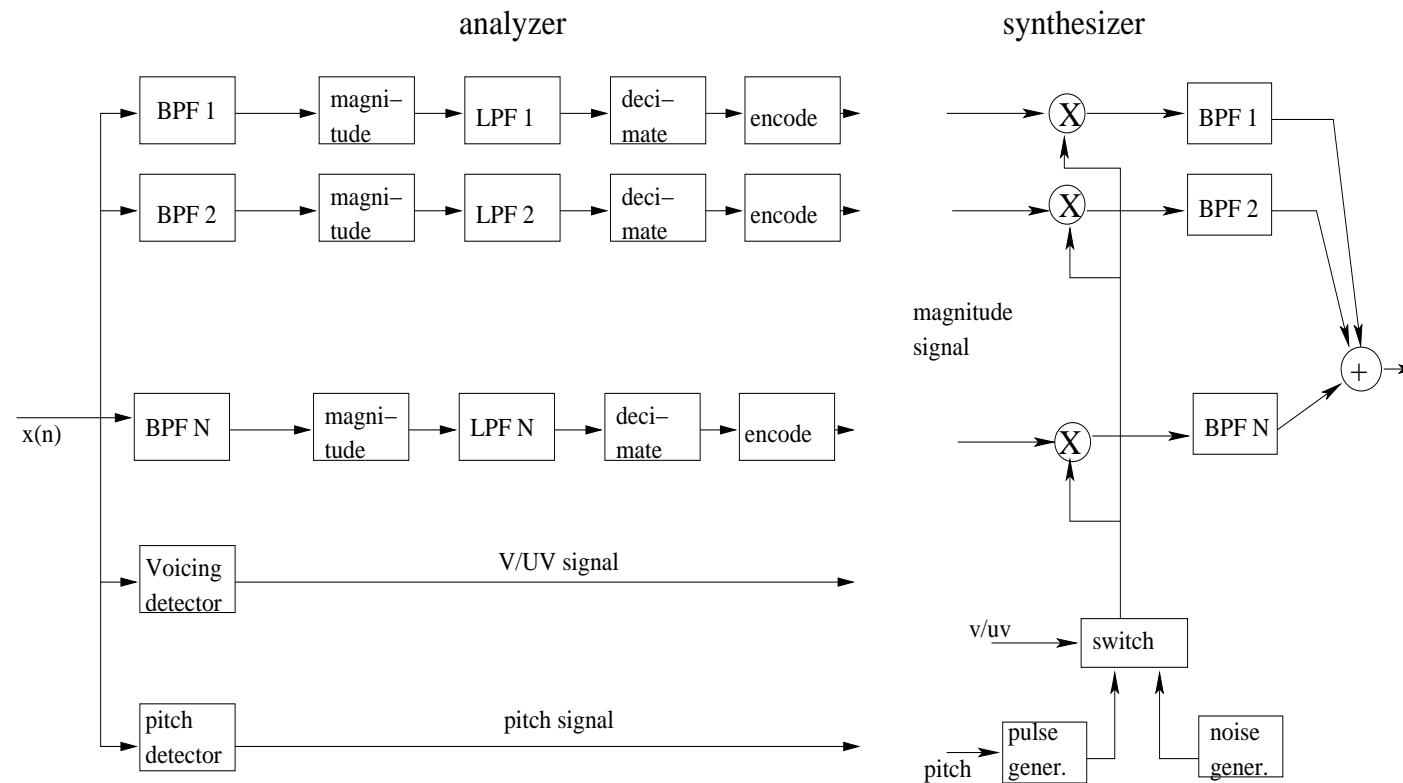 analyzer
synthesizer
BPF 1
magni–
tude
LPF 1
deci–
mate
encode
X
BPF 1
BPF 2
magni–
tude
LPF 2
deci–
mate
encode
X
BPF 2
magnitude
signal
x(n)
BPF N
magni–
tude
LPF N
deci–
mate
encode
X
BPF N
+
Voicing
detector
V/UV signal
v/uv
switch
pitch
detector
pitch signal
pitch
pulse
gener.
noise
gener.